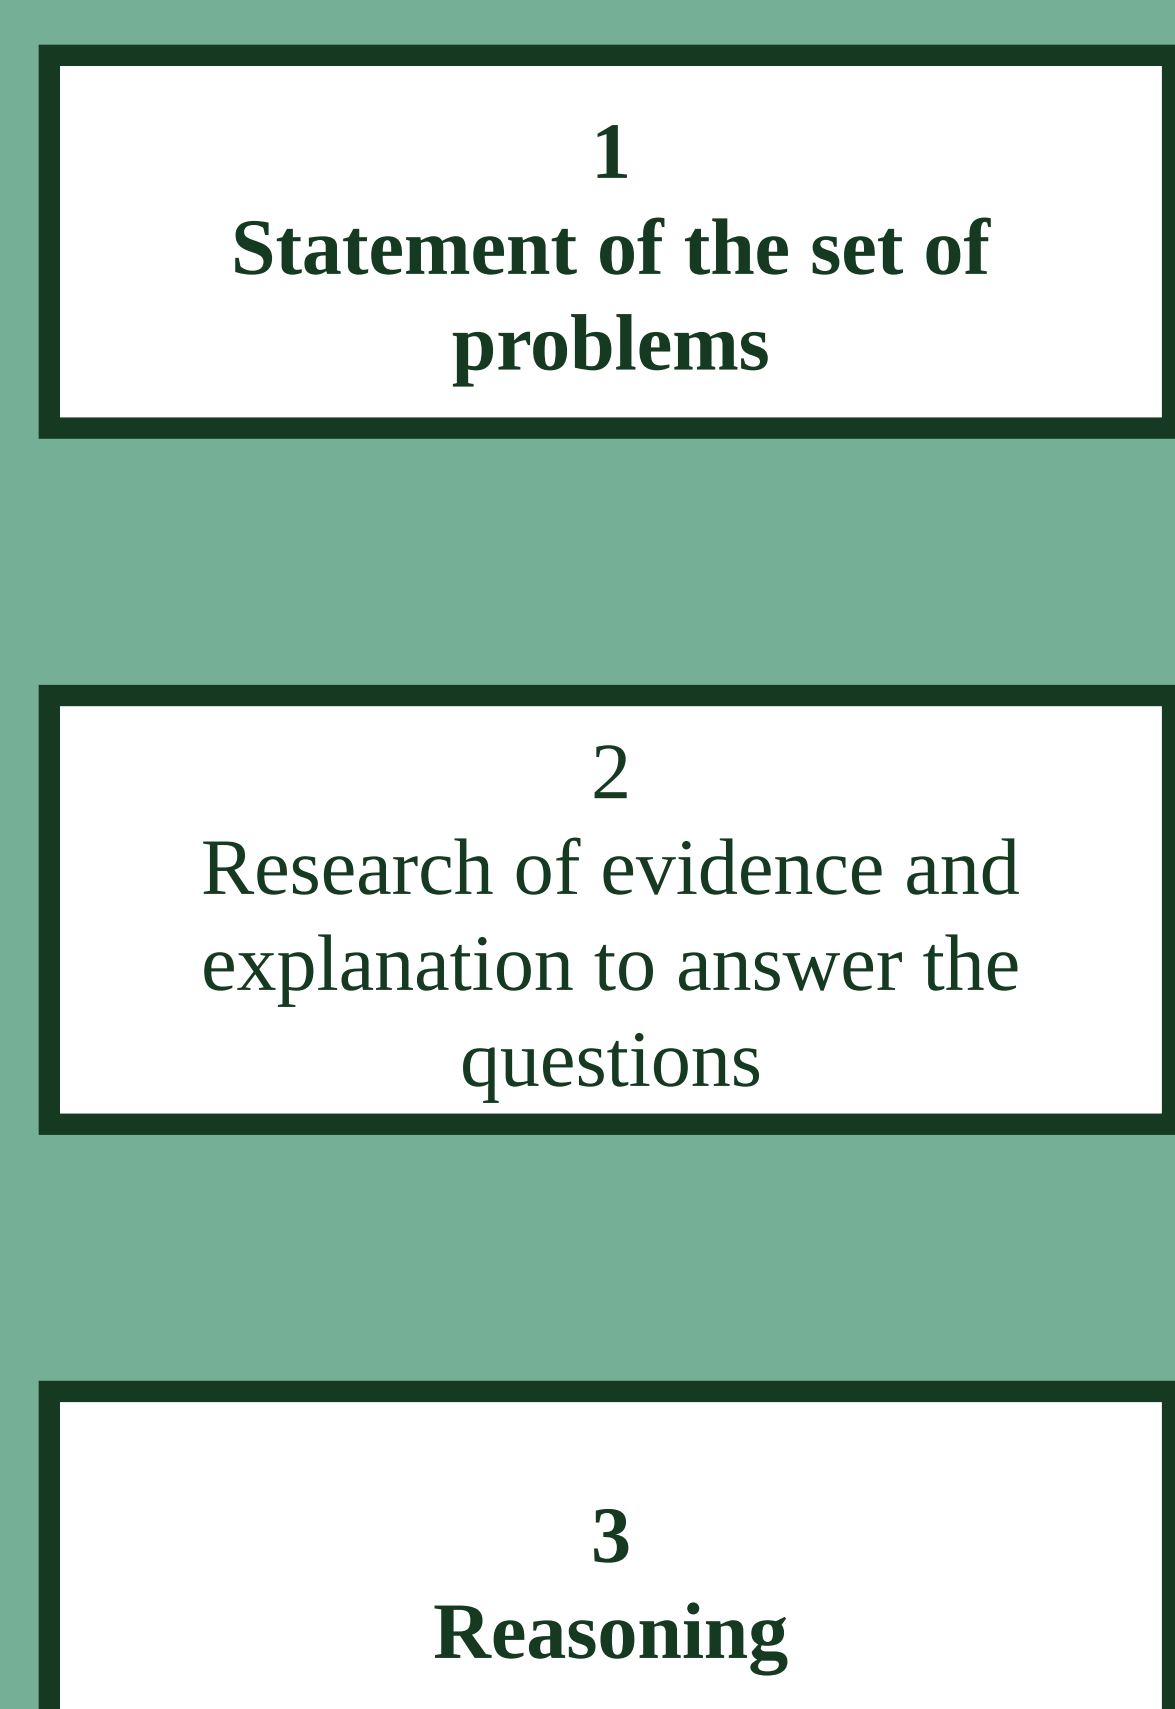 1
Statement of the set of
problems
2
Research of evidence and
explanation to answer the
questions
3
Reasoning